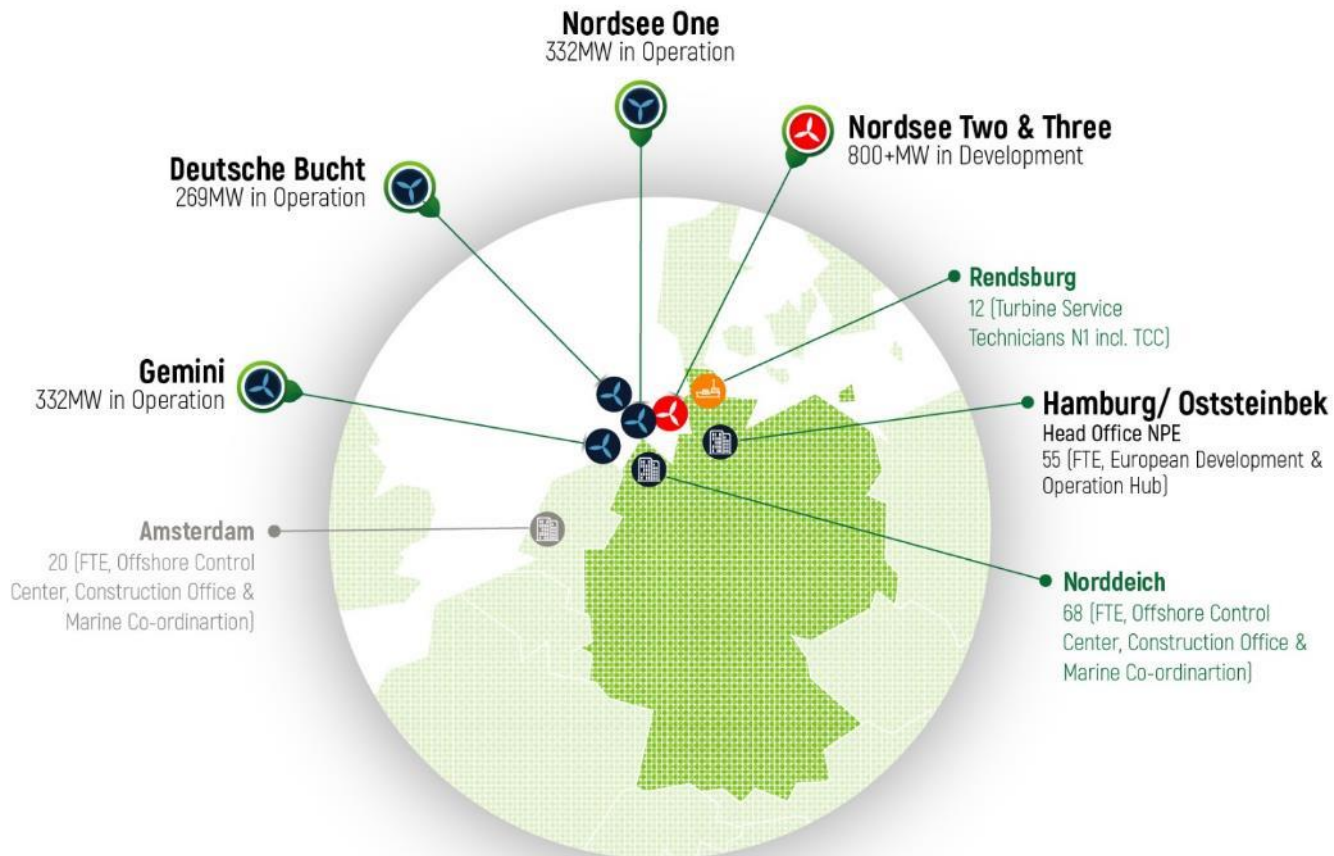 Nordsee One
332MW in Operation
Nordsee Two & Three
800+MW in Development
Deutsche Bucht
269MW in Operation
Rendsburg
12 (Turbine Service
Technicians N1 incl. TCC)
Gemini
332MW in Operation
Hamburg/ Oststeinbek
Head Office NPE
55 (FTE, European Development &
Operation Hub)
Amsterdam
20 (FTE, Offshore Control
Center, Construction Office &
Marine Co-ordinartion)
Norddeich
68 (FTE, Offshore Control
Center, Construction Office &
Marine Co-ordinartion)